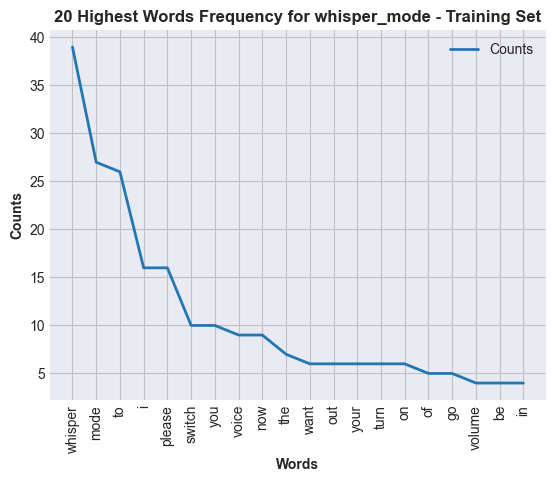 20 Highest Words Frequency for whisper_mode - Training Set
Counts
40
35
30
25
20
15
10
5
Counts
whisper
mode
to
i
please
switch
you
voice
now
the
want
out
your
turn
on
of
go
volume
be
in
Words